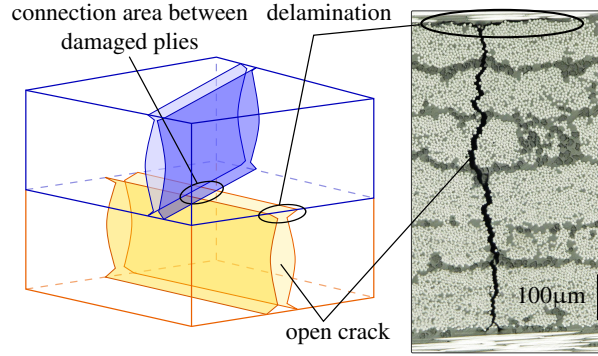 connection area between
damaged plies
delamination
open crack
100μm